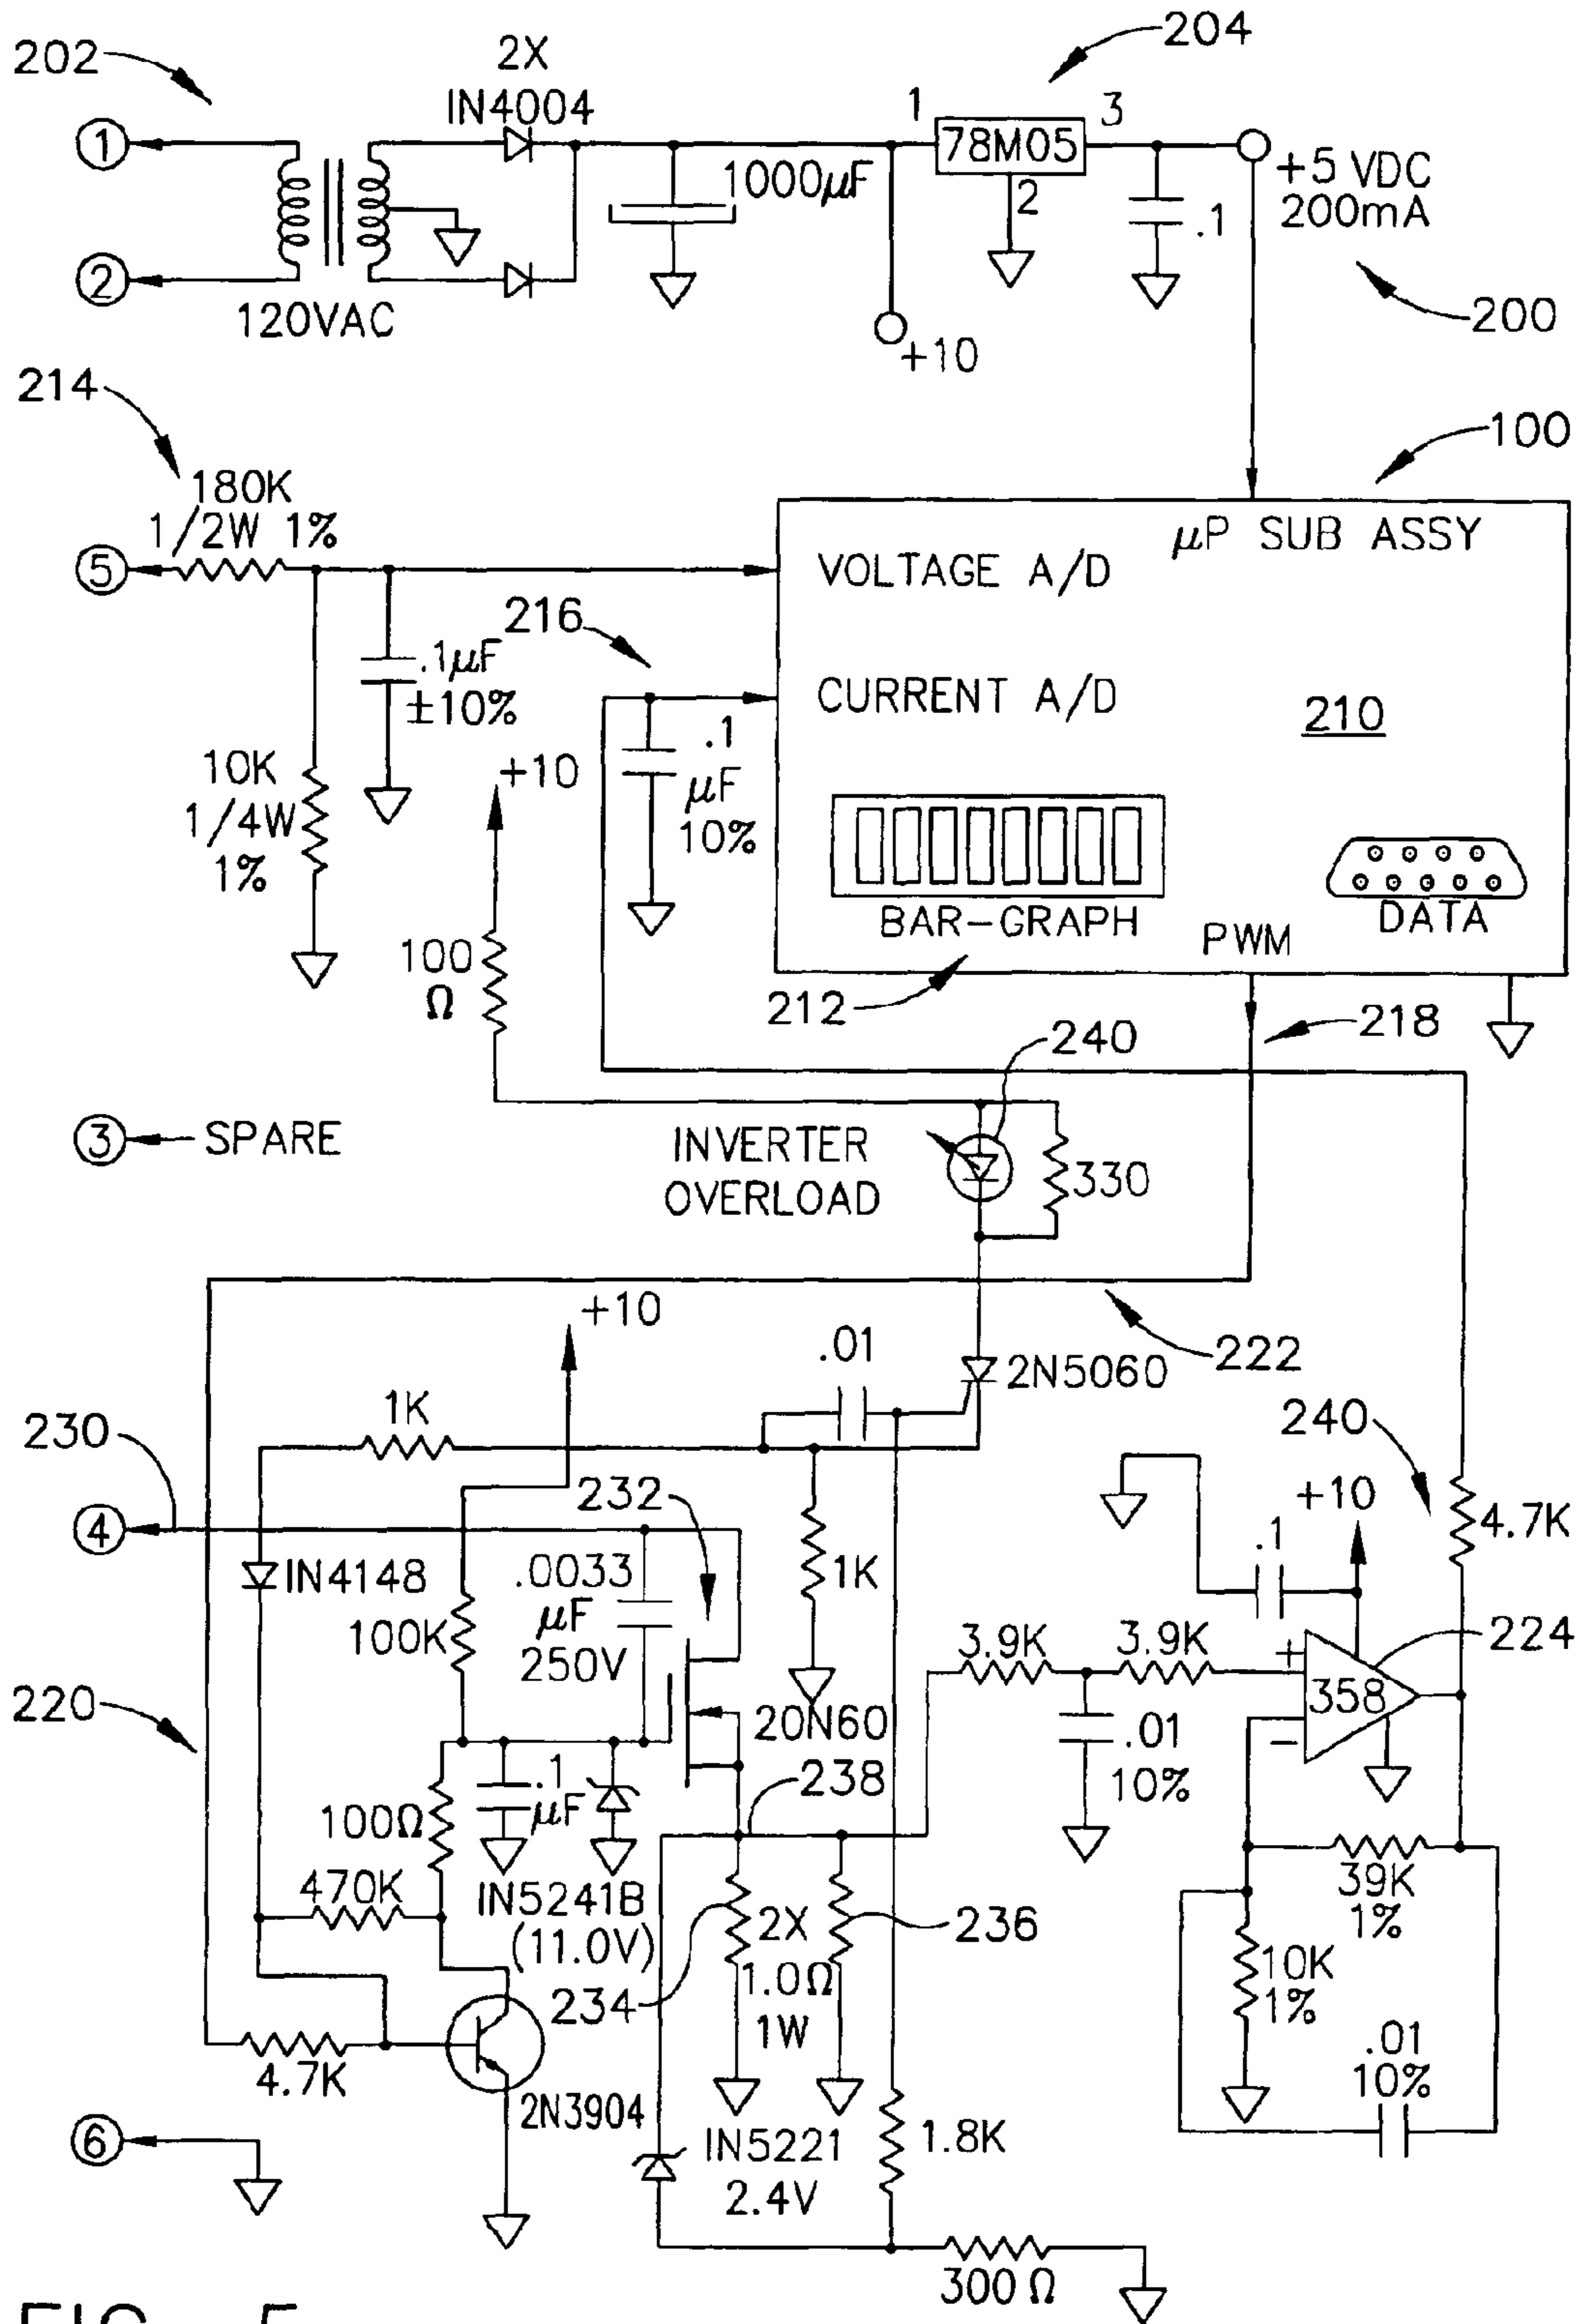 202
2X
IN4004
204
1
3
78M05
2
1
2
120VAC
1000µF
+10
.1
+5 VDC
200mA
200
214
180K
1/2W 1%
5
.1µF
±10%
10K
1/4W
1%
216
100
µP SUB ASSY
VOLTAGE A/D
CURRENT A/D
210
.1
µF
10%
+10
BAR-GRAPH
DATA
PWM
100
Ω
212
218
240
3
SPARE
INVERTER
OVERLOAD
330
+10
222
.01
2N5060
1K
230
232
240
+10
4
.1
4.7K
IN4148
.0033
µF
250V
1K
100K
3.9K
3.9K
+
358
−
224
220
20N60
.01
10%
238
.1
µF
100Ω
470K
IN5241B
(11.0V)
2X
1.0Ω
1W
236
39K
1%
234
10K
1%
4.7K
2N3904
.01
10%
6
IN5221
2.4V
1.8K
300 Ω